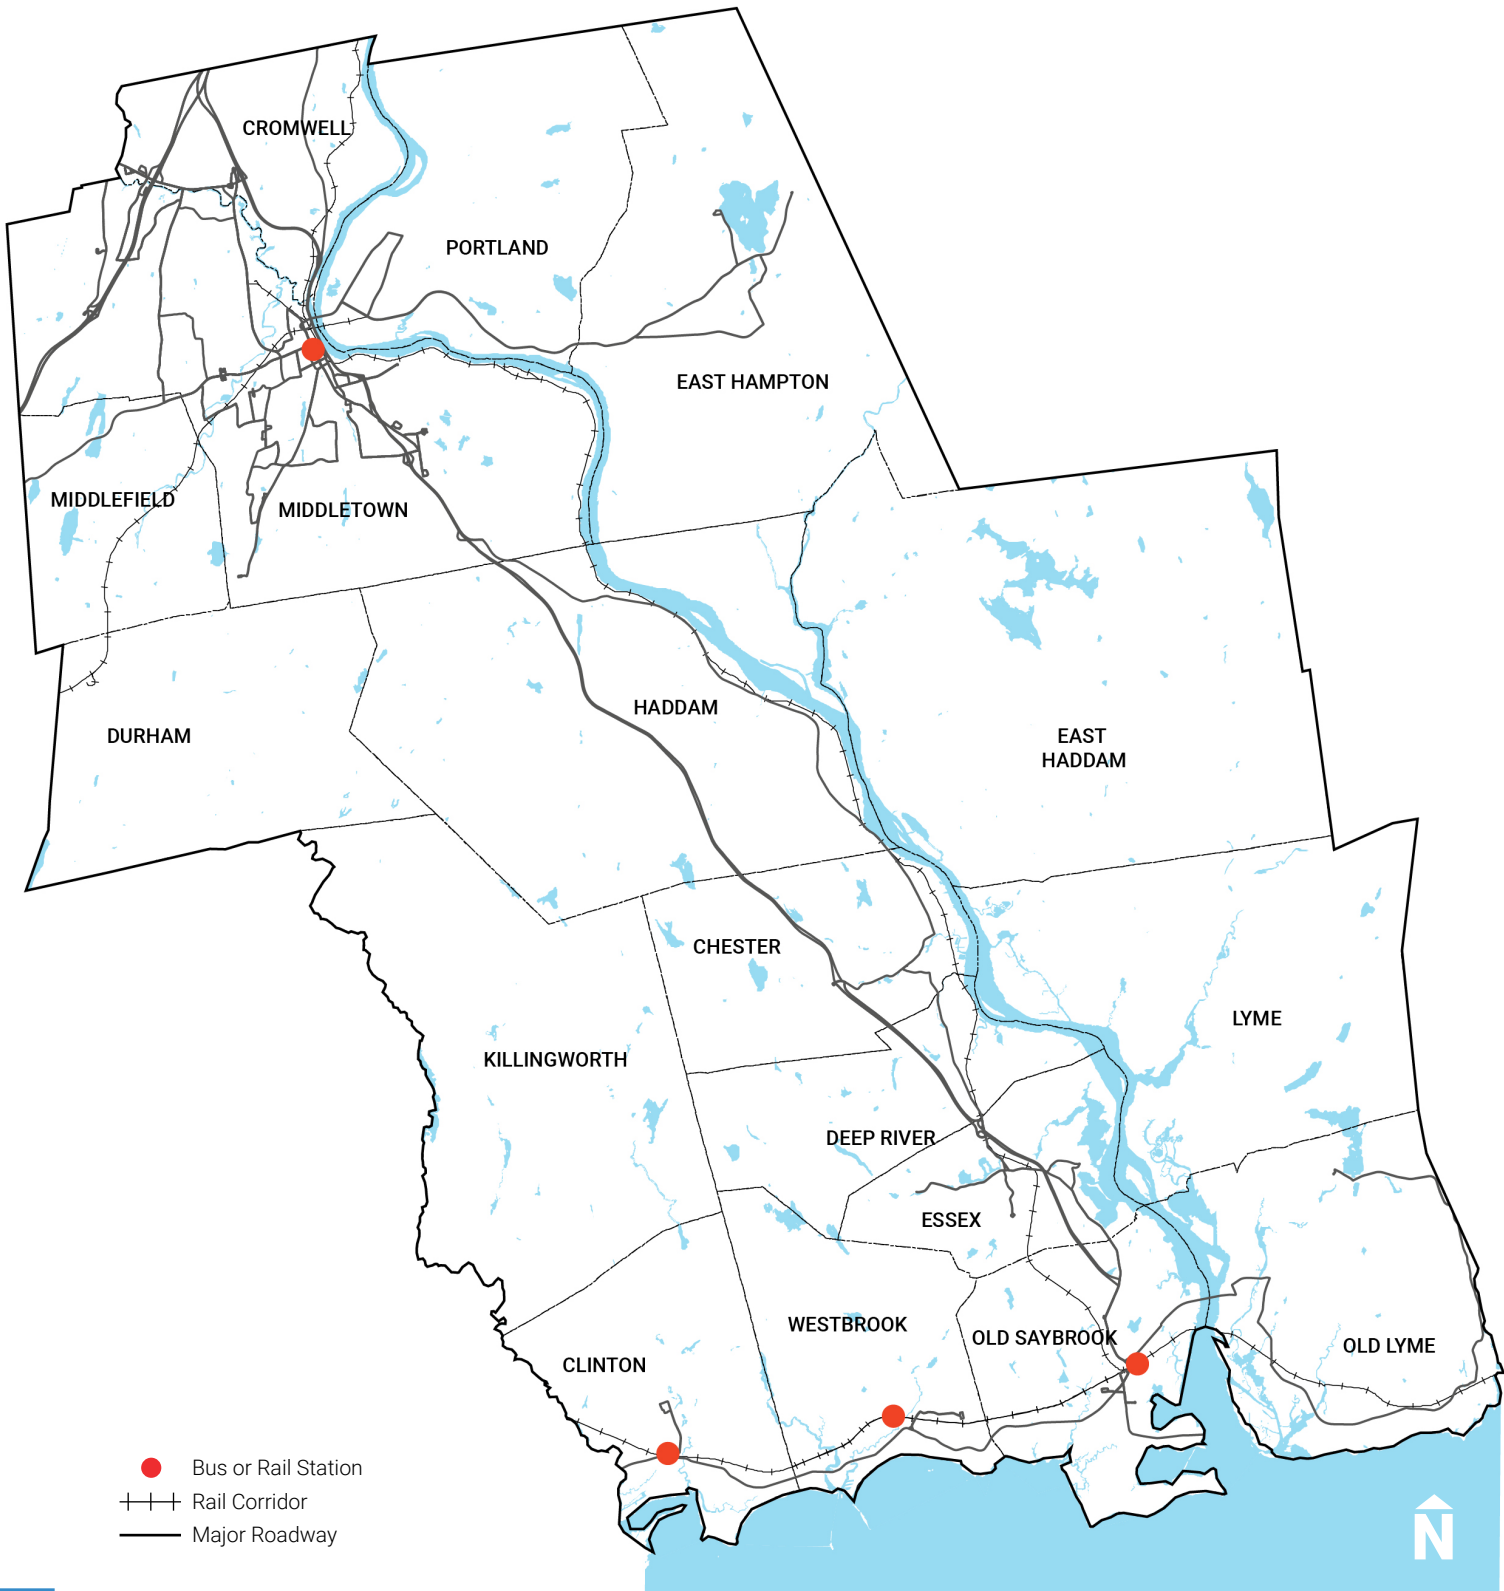 CROMWELL
PORTLAND
EAST HAMPTON
MIDDLEFIELD
MIDDLETOWN
HADDAM
DURHAM
EAST
HADDAM
CHESTER
LYME
KILLINGWORTH
DEEP RIVER
ESSEX
WESTBROOK
OLD SAYBROOK
OLD LYME
CLINTON
Bus or Rail Station
Rail Corridor
Major Roadway
N